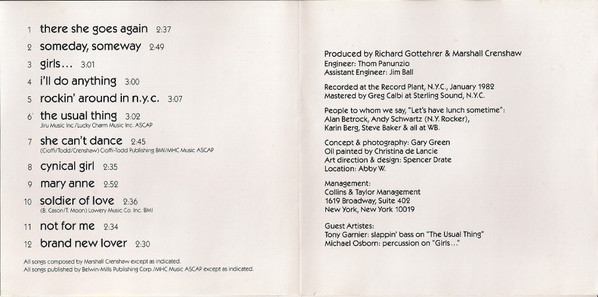 1 there she goes again 2:37
2 someday, someway 2:49
3 girls... 3:01
4 i'll do anything 3:00
5 rockin' around in n.y.c. 3:07
6 the usual thing 3:02
Jiru Music Inc./Lucky Charm Music Inc. ASCAP
7 she can't dance 2:45
(Cioffi/Todd/Crenshaw) Cioffi-Todd Publishing BMI/MHC Music ASCAP
8 cynical girl 2:35
9 mary anne 2:52
10 soldier of love 2:36
(B. Cason/T. Moon) Lowery Music Co. Inc. BMI
11 not for me 2:34
12 brand new lover 2:30
All songs composed by Marshall Crenshaw except as indicated.
All songs published by Belwin-Mills Publishing Corp./MHC Music ASCAP except as indicated.
Produced by Richard Gottehrer & Marshall Crenshaw
Engineer: Thom Panunzio
Assistant Engineer: Jim Ball
Recorded at the Record Plant, N.Y.C., January 1982
Mastered by Greg Calbi at Sterling Sound, N.Y.C.
People to whom we say, "Let's have lunch sometime":
Alan Betrock, Andy Schwartz (N.Y. Rocker),
Karin Berg, Steve Baker & all at WB.
Concept & photography: Gary Green
Oil painted by Christina de Lancie
Art direction & design: Spencer Drate
Location: Abby W.
Management:
Collins & Taylor Management
1619 Broadway, Suite 402
New York, New York 10019
Guest Artistes:
Tony Garnier: slappin' bass on "The Usual Thing"
Michael Osborn: percussion on "Girls..."